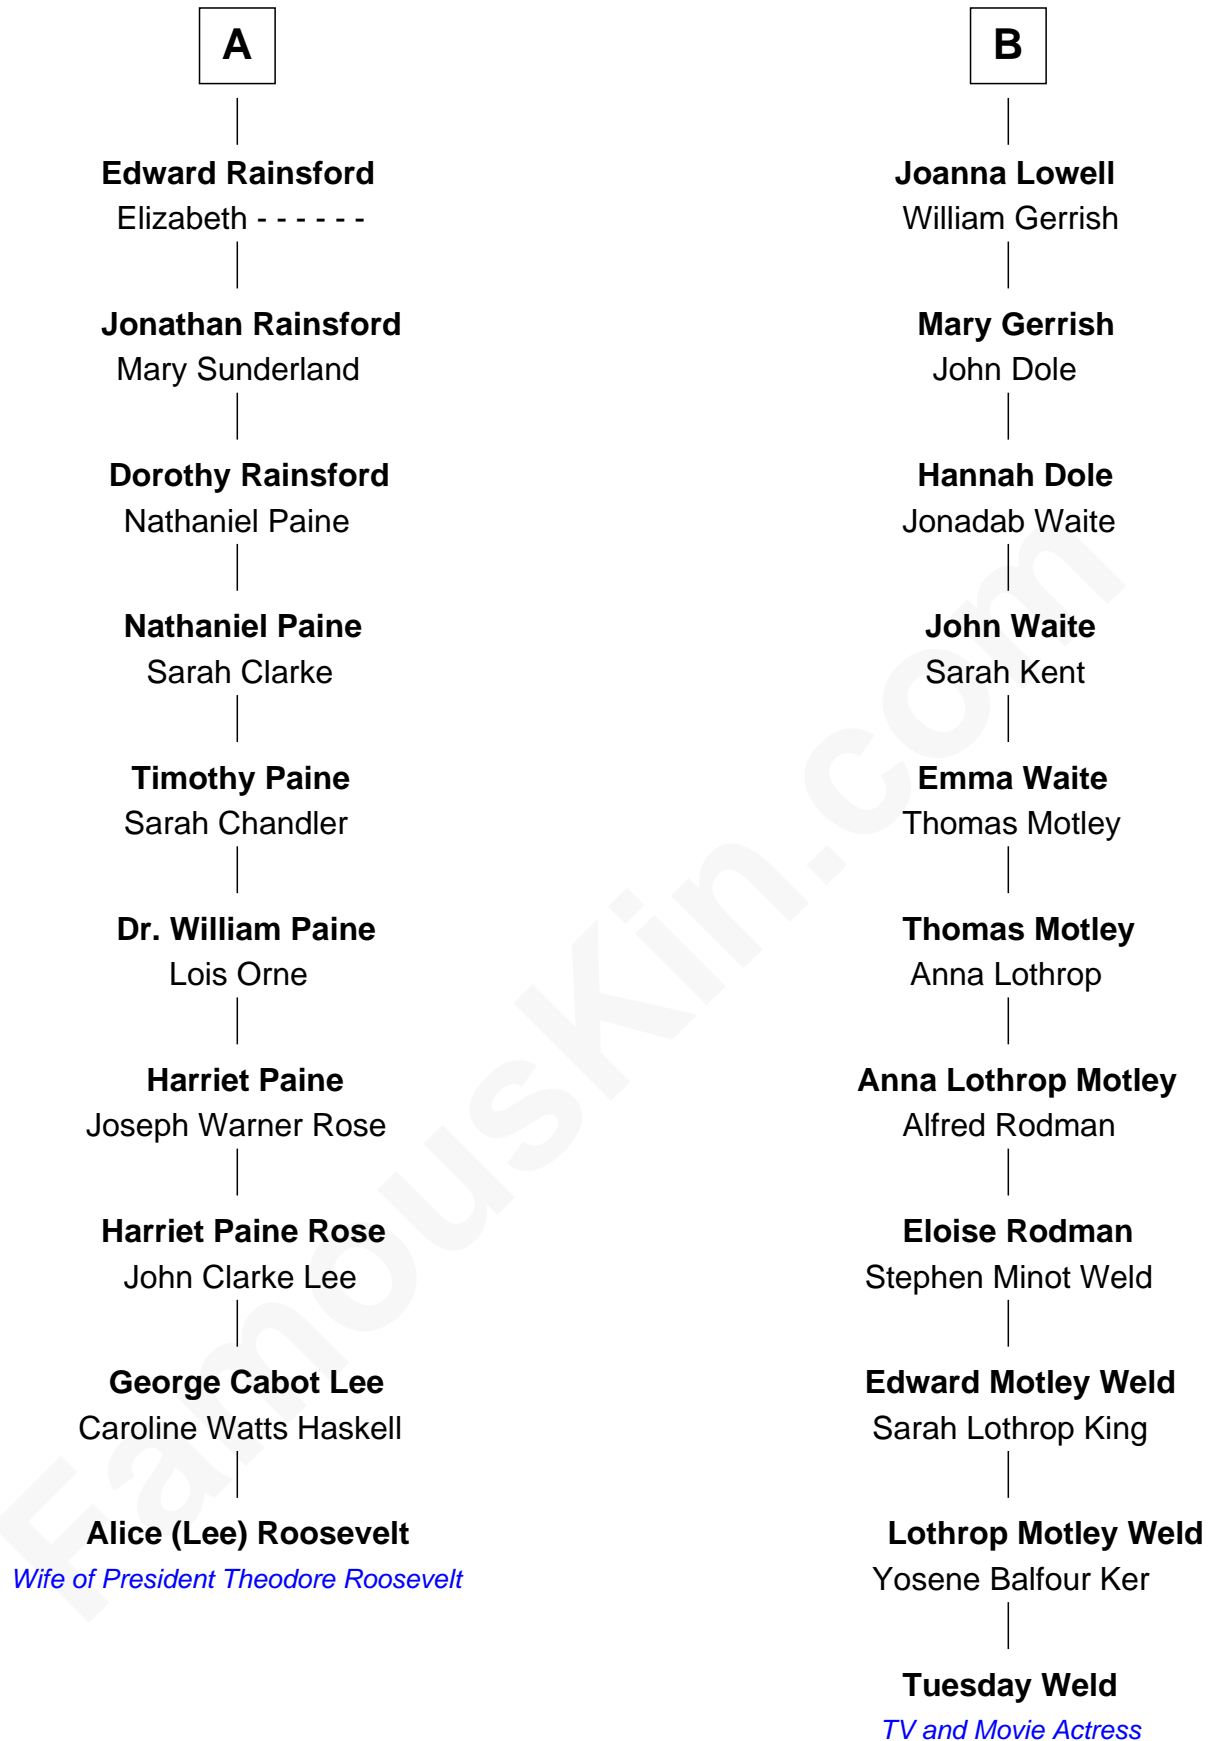 A
Edward Rainsford
Elizabeth - - - - - -
Jonathan Rainsford
Mary Sunderland
Dorothy Rainsford
Nathaniel Paine
Nathaniel Paine
Sarah Clarke
Timothy Paine
Sarah Chandler
Dr. William Paine
Lois Orne
Harriet Paine
Joseph Warner Rose
Harriet Paine Rose
John Clarke Lee
George Cabot Lee
Caroline Watts Haskell
Alice (Lee) Roosevelt
Wife of President Theodore Roosevelt
B
Joanna Lowell
William Gerrish
Mary Gerrish
John Dole
Hannah Dole
Jonadab Waite
John Waite
Sarah Kent
Emma Waite
Thomas Motley
Thomas Motley
Anna Lothrop
Anna Lothrop Motley
Alfred Rodman
Eloise Rodman
Stephen Minot Weld
Edward Motley Weld
Sarah Lothrop King
Lothrop Motley Weld
Yosene Balfour Ker
Tuesday Weld
TV and Movie Actress
FamousKin.com